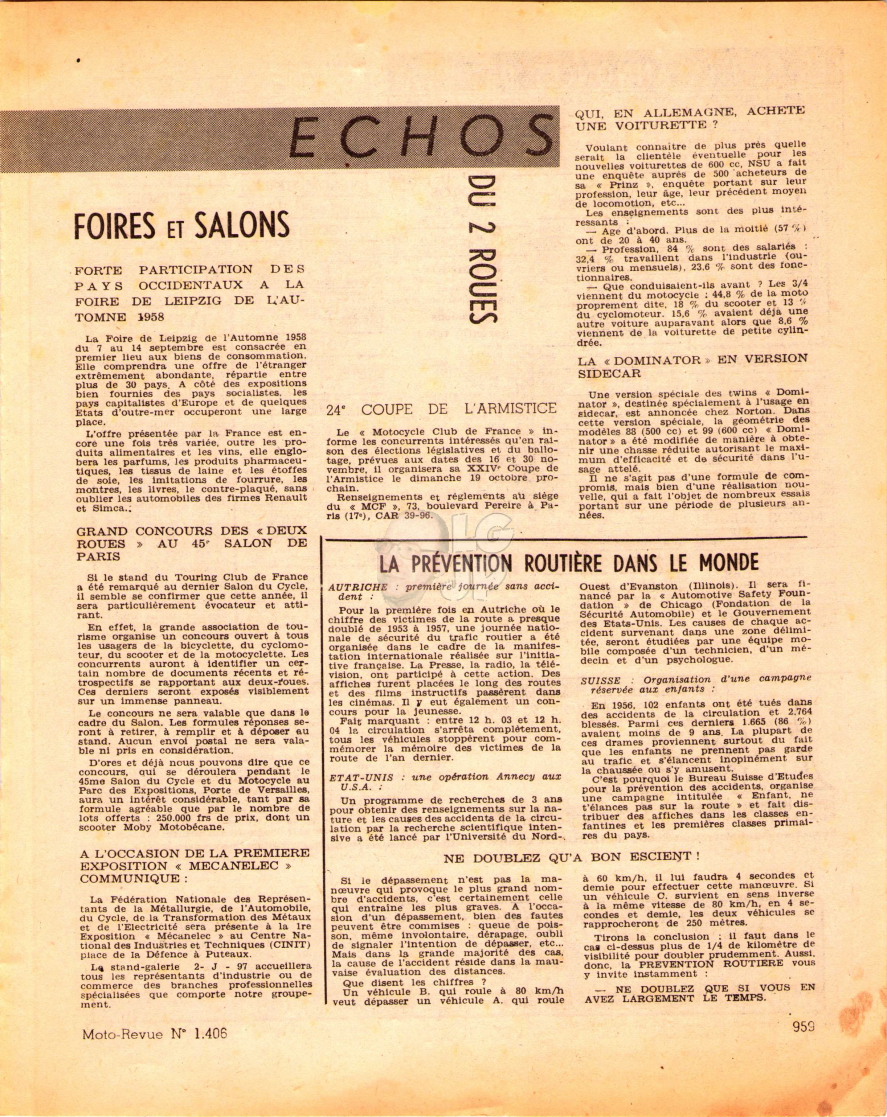 ECHOS
DU 2 ROUES
FOIRES ET SALONS
FORTE PARTICIPATION DES
PAYS OCCIDENTAUX A LA
FOIRE DE LEIPZIG DE L'AU-
TOMNE 1958
La Foire de Leipzig de l'Automne 1958
du 7 au 14 septembre est consacrée en
premier lieu aux biens de consommation.
Elle comprendra une offre de l'étranger
extrêmement abondante, répartie entre
plus de 30 pays. A côté des expositions
bien fournies des pays socialistes, les
pays capitalistes d'Europe et de quelques
Etats d'outre-mer occuperont une large
place.
L'offre présentée par la France est en-
core une fois très variée, outre les pro-
duits alimentaires et les vins, elle englo-
bera les parfums, les produits pharmaceu-
tiques, les tissus de laine et les étoffes
de soie, les imitations de fourrure, les
montres, les livres, le contre-plaqué, sans
oublier les automobiles des firmes Renault
et Simca.
GRAND CONCOURS DES « DEUX
ROUES » AU 45e SALON DE
PARIS
Si le stand du Touring Club de France
a été remarqué au dernier Salon du Cycle,
il semble se confirmer que cette année, il
sera particulièrement évocateur et atti-
rant.
En effet, la grande association de tou-
risme organise un concours ouvert à tous
les usagers de la bicyclette, du cyclomo-
teur, du scooter et de la motocyclette. Les
concurrents auront à identifier un cer-
tain nombre de documents récents et ré-
trospectifs se rapportant aux deux-roues.
Ces derniers seront exposés visiblement
sur un immense panneau.
Le concours ne sera valable que dans le
cadre du Salon. Les formules réponses se-
ront à retirer, à remplir et à déposer au
stand. Aucun envoi postal ne sera vala-
ble ni pris en considération.
D'ores et déjà nous pouvons dire que ce
concours, qui se déroulera pendant le
45me Salon du Cycle et du Motocycle au
Parc des Expositions, Porte de Versailles,
aura un intérêt considérable, tant par sa
formule agréable que par le nombre de
lots offerts : 250.000 frs de prix, dont un
scooter Moby Motobécane.
A L'OCCASION DE LA PREMIERE
EXPOSITION « MECANELEC »
COMMUNIQUE :
La Fédération Nationale des Représen-
tants de la Métallurgie, de l'Automobile,
du Cycle, de la Transformation des Métaux
et de l'Electricité sera présente à la 1re
Exposition « Mécanelec » au Centre Na-
tional des Industries et Techniques (CINIT)
place de la Défence à Puteaux.
Le stand-galerie 2- J - 97 accueillera
tous les représentants d'industrie ou de
commerce des branches professionnelles
spécialisées que comporte notre groupe-
ment.
24e COUPE DE L'ARMISTICE
Le « Motocycle Club de France » in-
forme les concurrents intéressés qu'en rai-
son des élections législatives et du ballo-
tage, prévues aux dates des 16 et 30 no-
vembre, il organisera sa XXIVe Coupe de
l'Armistice le dimanche 19 octobre pro-
chain.
Renseignements et règlements au siège
du « MCF », 73, boulevard Pereire à Pa-
ris (17e), CAR 39-96.
QUI, EN ALLEMAGNE, ACHETE
UNE VOITURETTE ?
Voulant connaitre de plus près quelle
serait la clientéle éventuelle pour les
nouvelles voiturettes de 600 cc, NSU a fait
une enquête auprès de 500 acheteurs de
sa « Prinz », enquête portant sur leur
profession, leur âge, leur précédent moyen
de locomotion, etc...
Les enseignements sont des plus inté-
ressants :
— Age d'abord. Plus de la moitié (57 %)
ont de 20 à 40 ans.
— Profession, 84 % sont des salariés :
32,4 % travaillent dans l'industrie (ou-
vriers ou mensuels), 23,6 % sont des fonc-
tionnaires.
— Que conduisaient-ils avant ? Les 3/4
viennent du motocycle : 44,8 % de la moto
proprement dite, 18 % du scooter et 13 %
du cyclomoteur. 15,6 % avaient déjà une
autre voiture auparavant alors que 8,6 %
viennent de la voiturette de petite cylin-
drée.
LA « DOMINATOR » EN VERSION
SIDECAR
Une version spéciale des twins « Domi-
nator », destinée spécialement à l'usage en
sidecar, est annoncée chez Norton. Dans
cette version spéciale, la géométrie des
modèles 88 (500 cc) et 99 (600 cc) « Domi-
nator » a été modifiée de manière à obte-
nir une chasse réduite autorisant le maxi-
mum d'efficacité et de sécurité dans l'u-
sage attelé.
Il ne s'agit pas d'une formule de com-
promis, mais bien d'une réalisation nou-
velle, qui a fait l'objet de nombreux essais
portant sur une période de plusieurs an-
nées.
LA PRÉVENTION ROUTIÈRE DANS LE MONDE
AUTRICHE : première journée sans acci-
dent :
Pour la première fois en Autriche où le
chiffre des victimes de la route a presque
doublé de 1953 à 1957, une journée natio-
nale de sécurité du trafic routier a été
organisée dans le cadre de la manifes-
tation internationale réalisée sur l'initia-
tive française. La Presse, la radio, la télé-
vision, ont participé à cette action. Des
affiches furent placées le long des routes
et des films instructifs passèrent dans
les cinémas. Il y eut également un con-
cours pour la jeunesse.
Fait marquant : entre 12 h. 03 et 12 h.
04 la circulation s'arrêta complètement,
tous les véhicules stoppèrent pour com-
mémorer la mémoire des victimes de la
route de l'an dernier.
ETAT-UNIS : une opération Annecy aux
U.S.A. :
Un programme de recherches de 3 ans
pour obtenir des renseignements sur la na-
ture et les causes des accidents de la circu-
lation par la recherche scientifique inten-
sive a été lancé par l'Université du Nord-
Ouest d'Evanston (Illinois). Il sera fi-
nancé par la « Automotive Safety Foun-
dation » de Chicago (Fondation de la
Sécurité Automobile) et le Gouvernement
des Etats-Unis. Les causes de chaque ac-
cident survenant dans une zone délimi-
tée, seront étudiées par une équipe mo-
bile composée d'un technicien, d'un mé-
decin et d'un psychologue.
SUISSE : Organisation d'une campagne
réservée aux enfants :
En 1956, 102 enfants ont été tués dans
des accidents de la circulation et 2.764
blessés. Parmi ces derniers 1.665 (86 %)
avaient moins de 9 ans. La plupart de
ces drames proviennent surtout du fait
que les enfants ne prennent pas garde
au trafic et s'élancent inopinément sur
la chaussée ou s'y amusent.
C'est pourquoi le Bureau Suisse d'Etudes
pour la prévention des accidents, organise
une campagne intitulée « Enfant, ne
t'élances pas sur la route » et fait dis-
tribuer des affiches dans les classes en-
fantines et les premières classes primai-
res du pays.
NE DOUBLEZ QU'A BON ESCIENT !
Si le dépassement n'est pas la ma-
nœuvre qui provoque le plus grand nom-
bre d'accidents, c'est certainement celle
qui entraîne les plus graves. A l'occa-
sion d'un dépassement, bien des fautes
peuvent être commises : queue de pois-
son, même involontaire, dérapage, oubli
de signaler l'intention de dépasser, etc...
Mais dans la grande majorité des cas,
la cause de l'accident réside dans la mau-
vaise évaluation des distances.
Que disent les chiffres ?
Un véhicule B. qui roule à 80 km/h
veut dépasser un véhicule A. qui roule
à 60 km/h, il lui faudra 4 secondes et
demie pour effectuer cette manœuvre. Si
un véhicule C. survient en sens inverse
à la même vitesse de 80 km/h, en 4 se-
condes et demie, les deux véhicules se
rapprocheront de 250 mètres.
Tirons la conclusion : il faut dans le
cas ci-dessus plus de 1/4 de kilomètre de
visibilité pour doubler prudemment. Aussi,
donc, la PREVENTION ROUTIERE vous
y invite instamment :
— NE DOUBLEZ QUE SI VOUS EN
AVEZ LARGEMENT LE TEMPS.
Moto-Revue N° 1.406
959